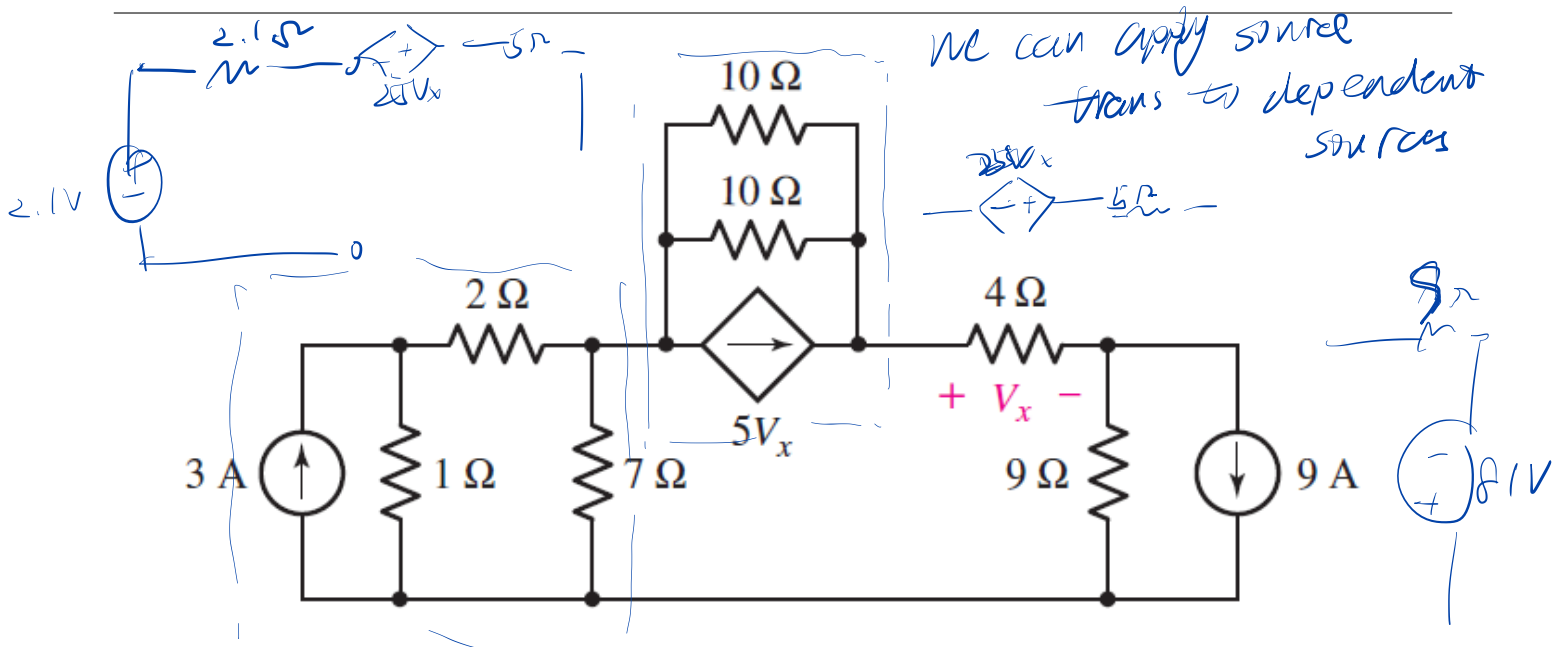 2.1Ω
+
25Vx
5Ω
+
−
2.1V
0
we can apply source
trans to dependent
sources
− +
5Ω
10 Ω
10 Ω
2 Ω
4 Ω
+ Vx −
5Vx
3 A
1 Ω
7 Ω
9 Ω
9 A
−
+
81V